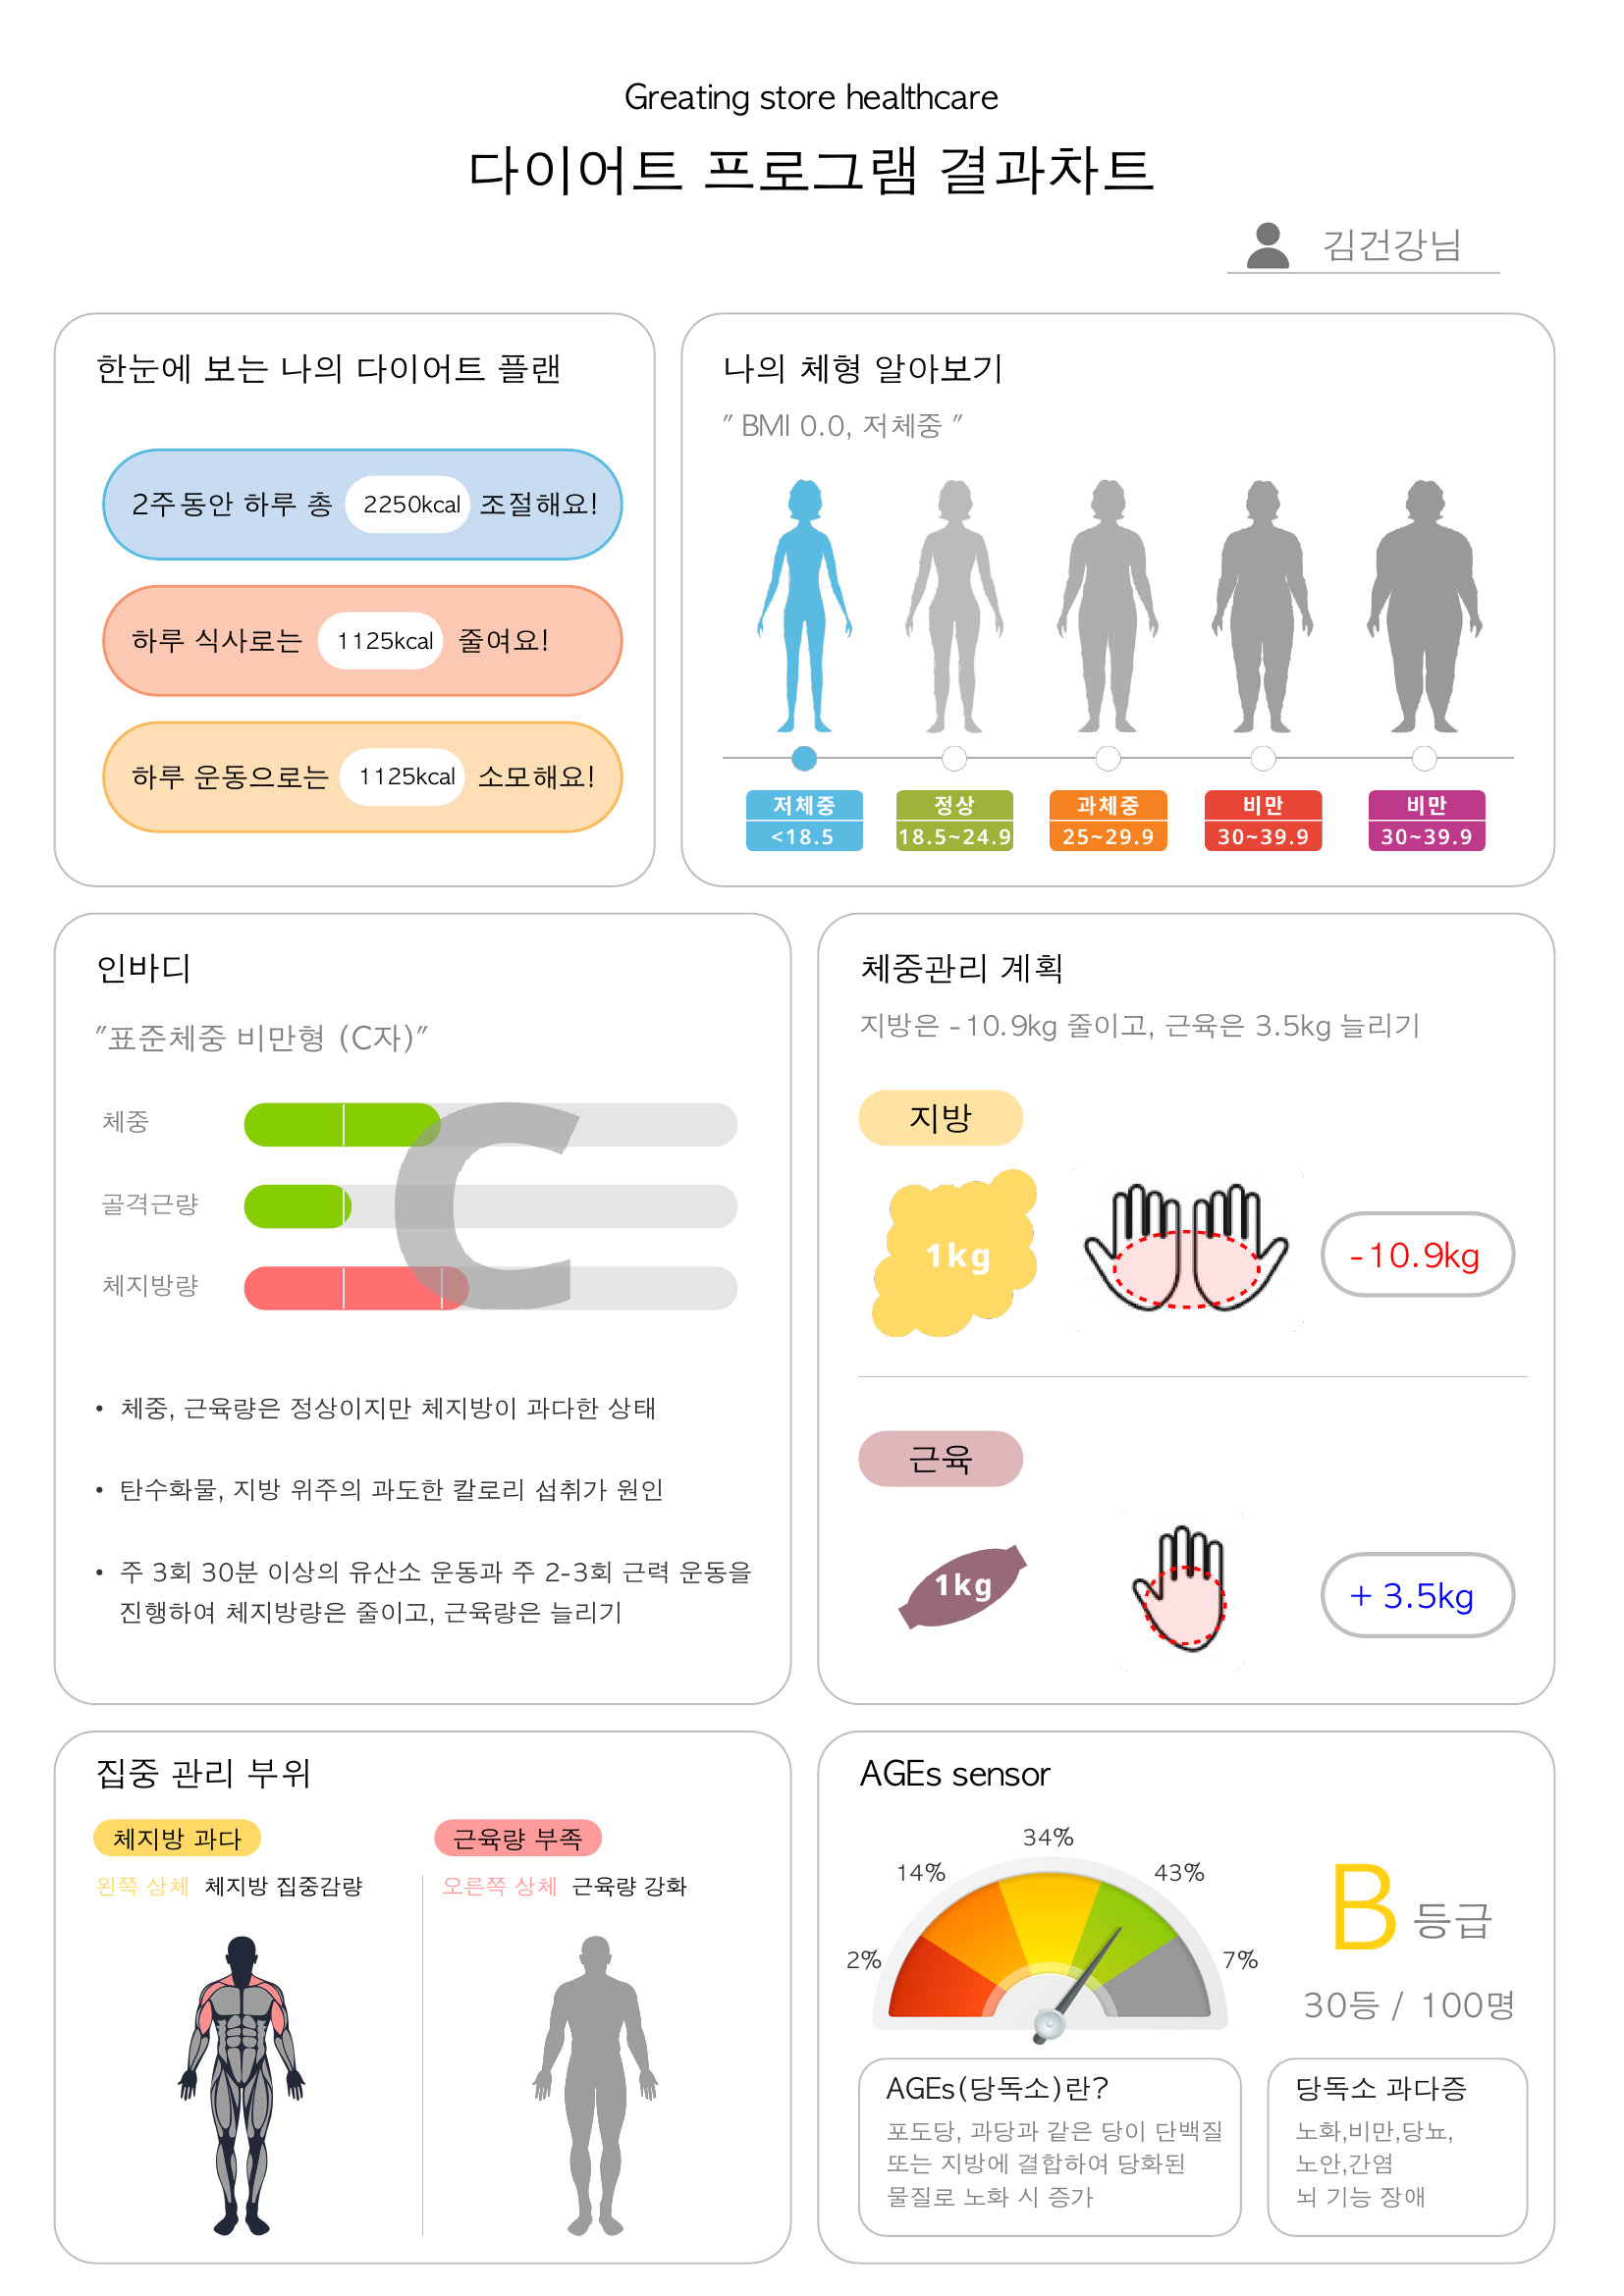 Greating store healthcare
다이어트 프로그램 결과차트
김건강님
한눈에 보는 나의 다이어트 플랜
2주동안 하루 총 2250kcal 조절해요!
하루 식사로는 1125kcal 줄여요!
하루 운동으로는 1125kcal 소모해요!
나의 체형 알아보기
" BMI 0.0, 저체중 "
저체중 정상 과체중 비만 비만
<18.5 18.5~24.9 25~29.9 30~39.9 30~39.9
인바디
"표준체중 비만형 (C자)"
체중
골격근량
체지방량
C
• 체중, 근육량은 정상이지만 체지방이 과다한 상태
• 탄수화물, 지방 위주의 과도한 칼로리 섭취가 원인
• 주 3회 30분 이상의 유산소 운동과 주 2-3회 근력 운동을
진행하여 체지방량은 줄이고, 근육량은 늘리기
체중관리 계획
지방은 -10.9kg 줄이고, 근육은 3.5kg 늘리기
지방
1kg
-10.9kg
근육
1kg
+ 3.5kg
집중 관리 부위
체지방 과다
왼쪽 상체 체지방 집중감량
근육량 부족
오른쪽 상체 근육량 강화
AGEs sensor
34%
14% 43%
2% 7%
B 등급
30등 / 100명
AGEs(당독소)란?
포도당, 과당과 같은 당이 단백질
또는 지방에 결합하여 당화된
물질로 노화 시 증가
당독소 과다증
노화,비만,당뇨,
노안,간염
뇌 기능 장애